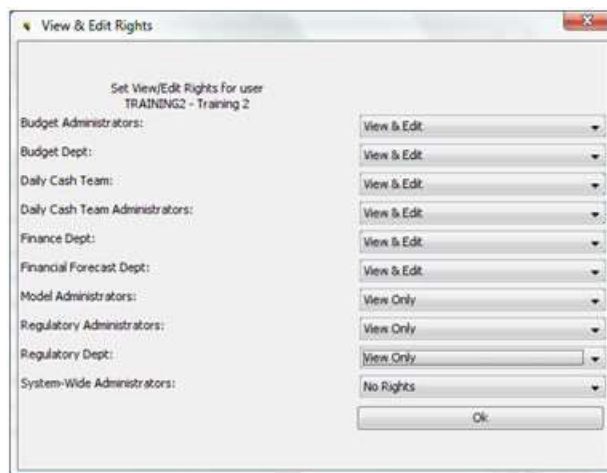 View & Edit Rights
Set View/Edit Rights for user
TRAINING2 - Training 2
Budget Administrators: View & Edit
Budget Dept: View & Edit
Daily Cash Team: View & Edit
Daily Cash Team Administrators: View & Edit
Finance Dept: View & Edit
Financial Forecast Dept: View & Edit
Model Administrators: View Only
Regulatory Administrators: View Only
Regulatory Dept: View Only
System-Wide Administrators: No Rights
Ok